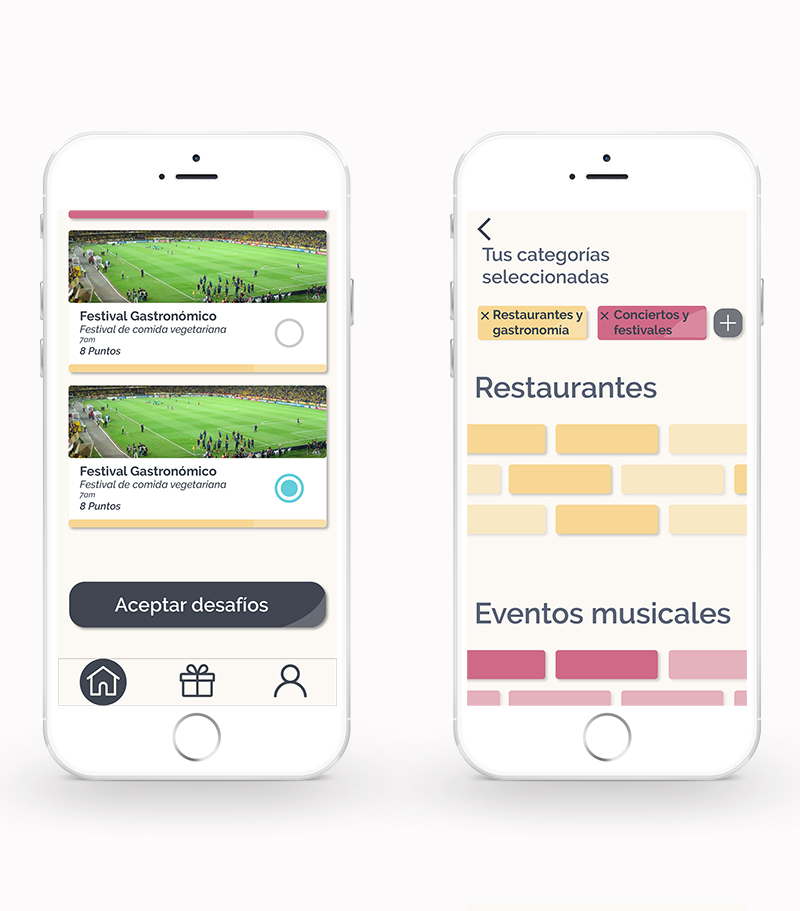 Festival Gastronómico
Festival de comida vegetariana
7am
8 Puntos
Festival Gastronómico
Festival de comida vegetariana
7am
8 Puntos
Aceptar desafíos
Tus categorías
seleccionadas
× Restaurantes y
gastronomía
× Conciertos y
festivales
Restaurantes
Eventos musicales